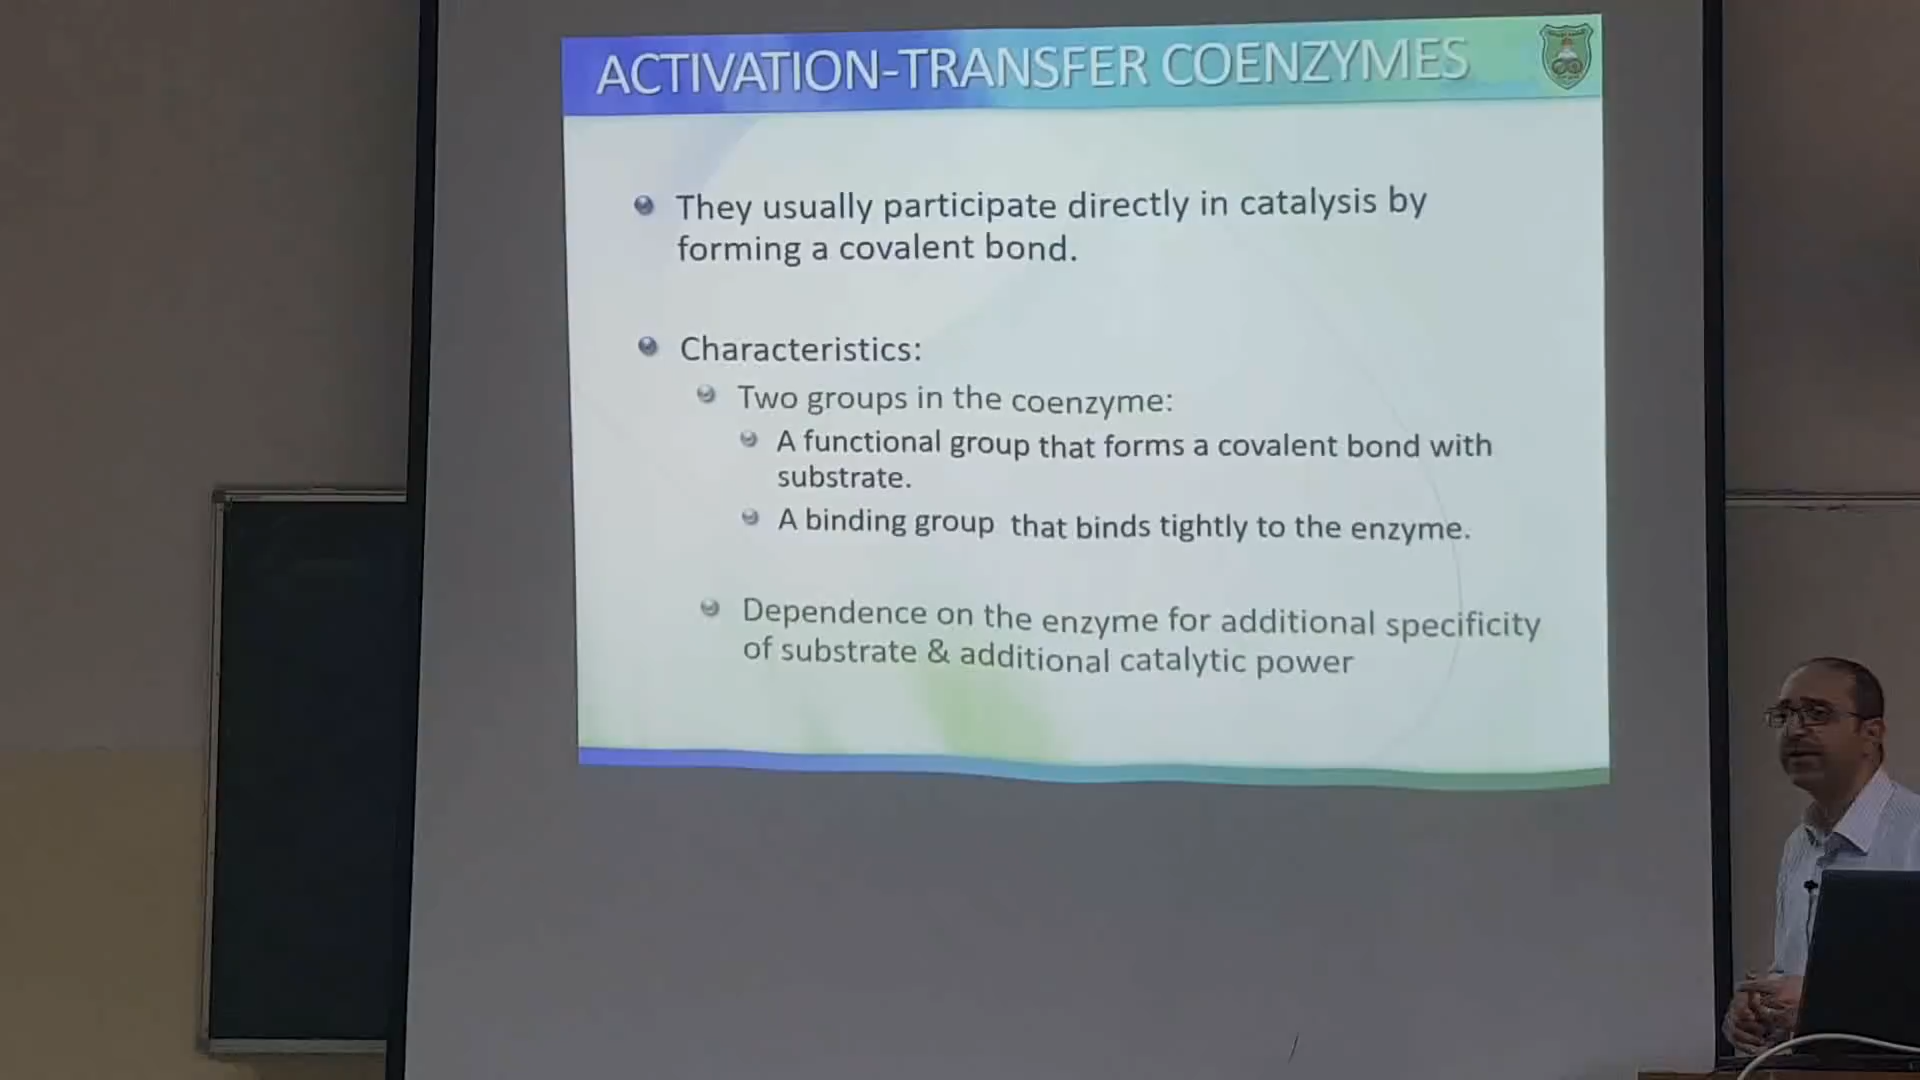 ACTIVATION-TRANSFER COENZYMES
They usually participate directly in catalysis by
forming a covalent bond.
Characteristics:
Two groups in the coenzyme:
A functional group that forms a covalent bond with
substrate.
A binding group that binds tightly to the enzyme.
Dependence on the enzyme for additional specificity
of substrate & additional catalytic power